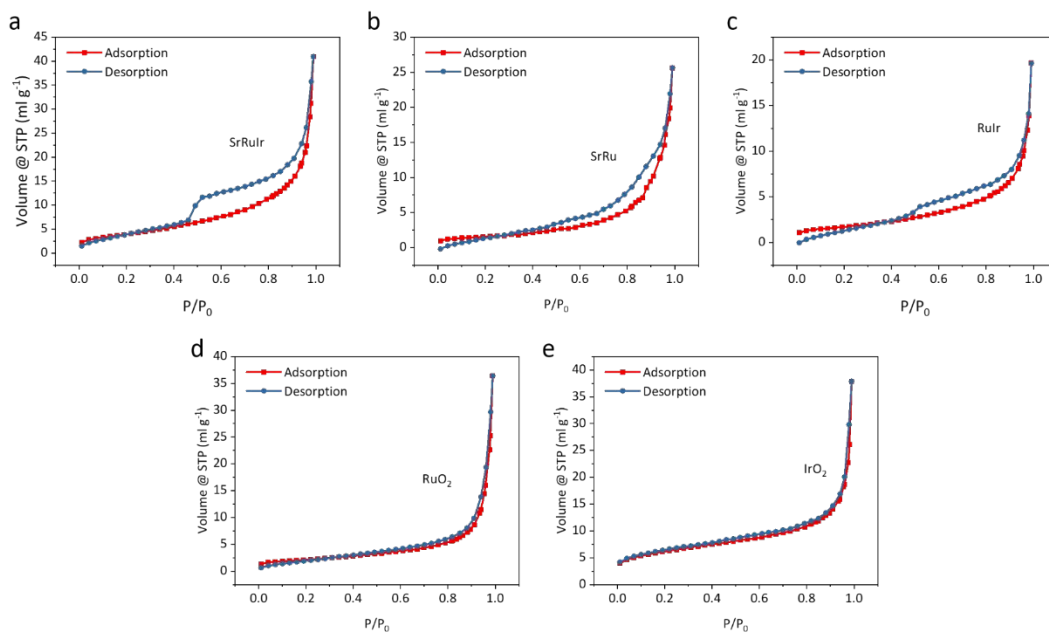 a
Adsorption
Desorption
SrRuIr
Volume @ STP (ml g⁻¹)
45
40
35
30
25
20
15
10
5
0
0.0 0.2 0.4 0.6 0.8 1.0
P/P₀
b
Adsorption
Desorption
SrRu
Volume @ STP (ml g⁻¹)
30
25
20
15
10
5
0
0.0 0.2 0.4 0.6 0.8 1.0
P/P₀
c
Adsorption
Desorption
RuIr
Volume @ STP (ml g⁻¹)
20
15
10
5
0
0.0 0.2 0.4 0.6 0.8 1.0
P/P₀
d
Adsorption
Desorption
RuO₂
Volume @ STP (ml g⁻¹)
40
35
30
25
20
15
10
5
0
0.0 0.2 0.4 0.6 0.8 1.0
P/P₀
e
Adsorption
Desorption
IrO₂
Volume @ STP (ml g⁻¹)
40
35
30
25
20
15
10
5
0
0.0 0.2 0.4 0.6 0.8 1.0
P/P₀